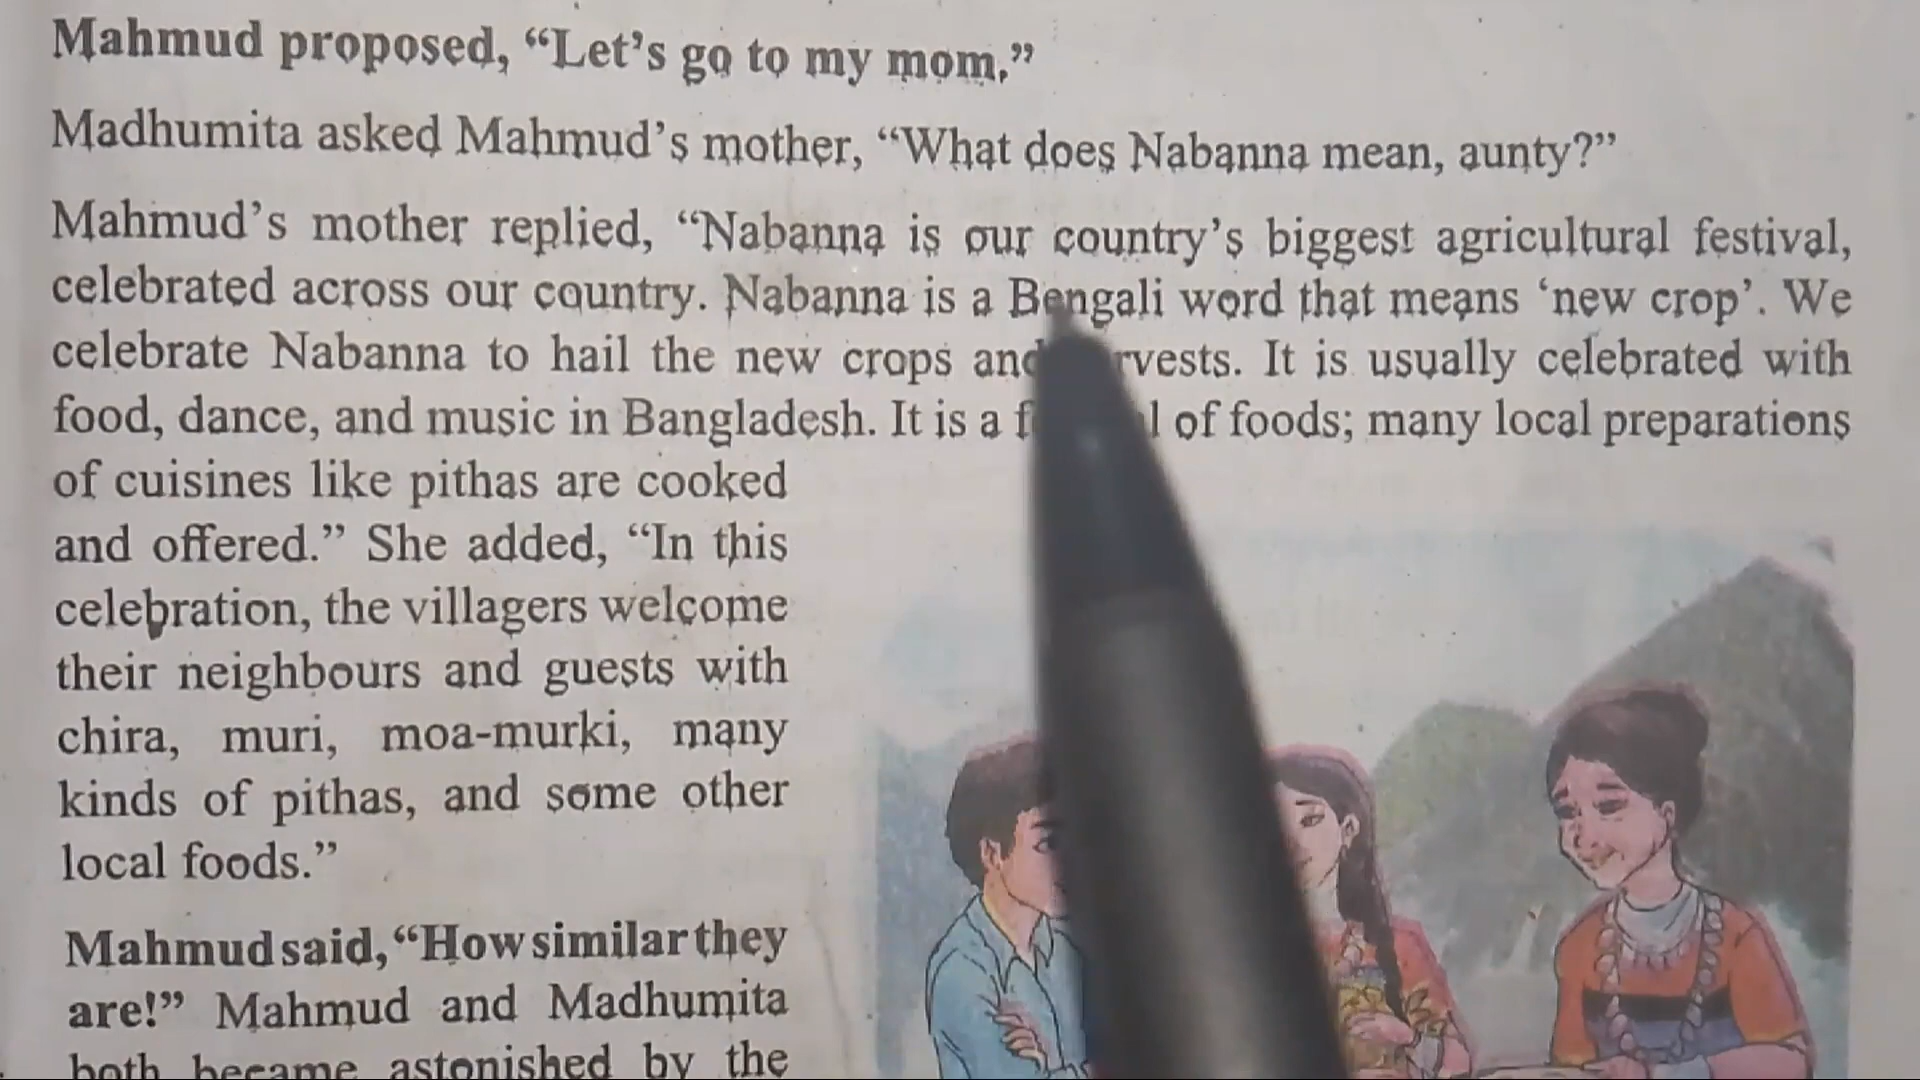 Mahmud proposed, “Let’s go to my mom.”
Madhumita asked Mahmud’s mother, “What does Nabanna mean, aunty?”
Mahmud’s mother replied, “Nabanna is our country’s biggest agricultural festival,
celebrated across our country. Nabanna is a Bengali word that means ‘new crop’. We
celebrate Nabanna to hail the new crops and It is usually celebrated with
food, dance, and music in Bangladesh. It is a of foods; many local preparations
of cuisines like pithas are cooked
and offered.” She added, “In this
celebration, the villagers welcome
their neighbours and guests with
chira, muri, moa-murki, many
kinds of pithas, and some other
local foods.”
Mahmud said, “How similar they
are!” Mahmud and Madhumita
both became astonished by the